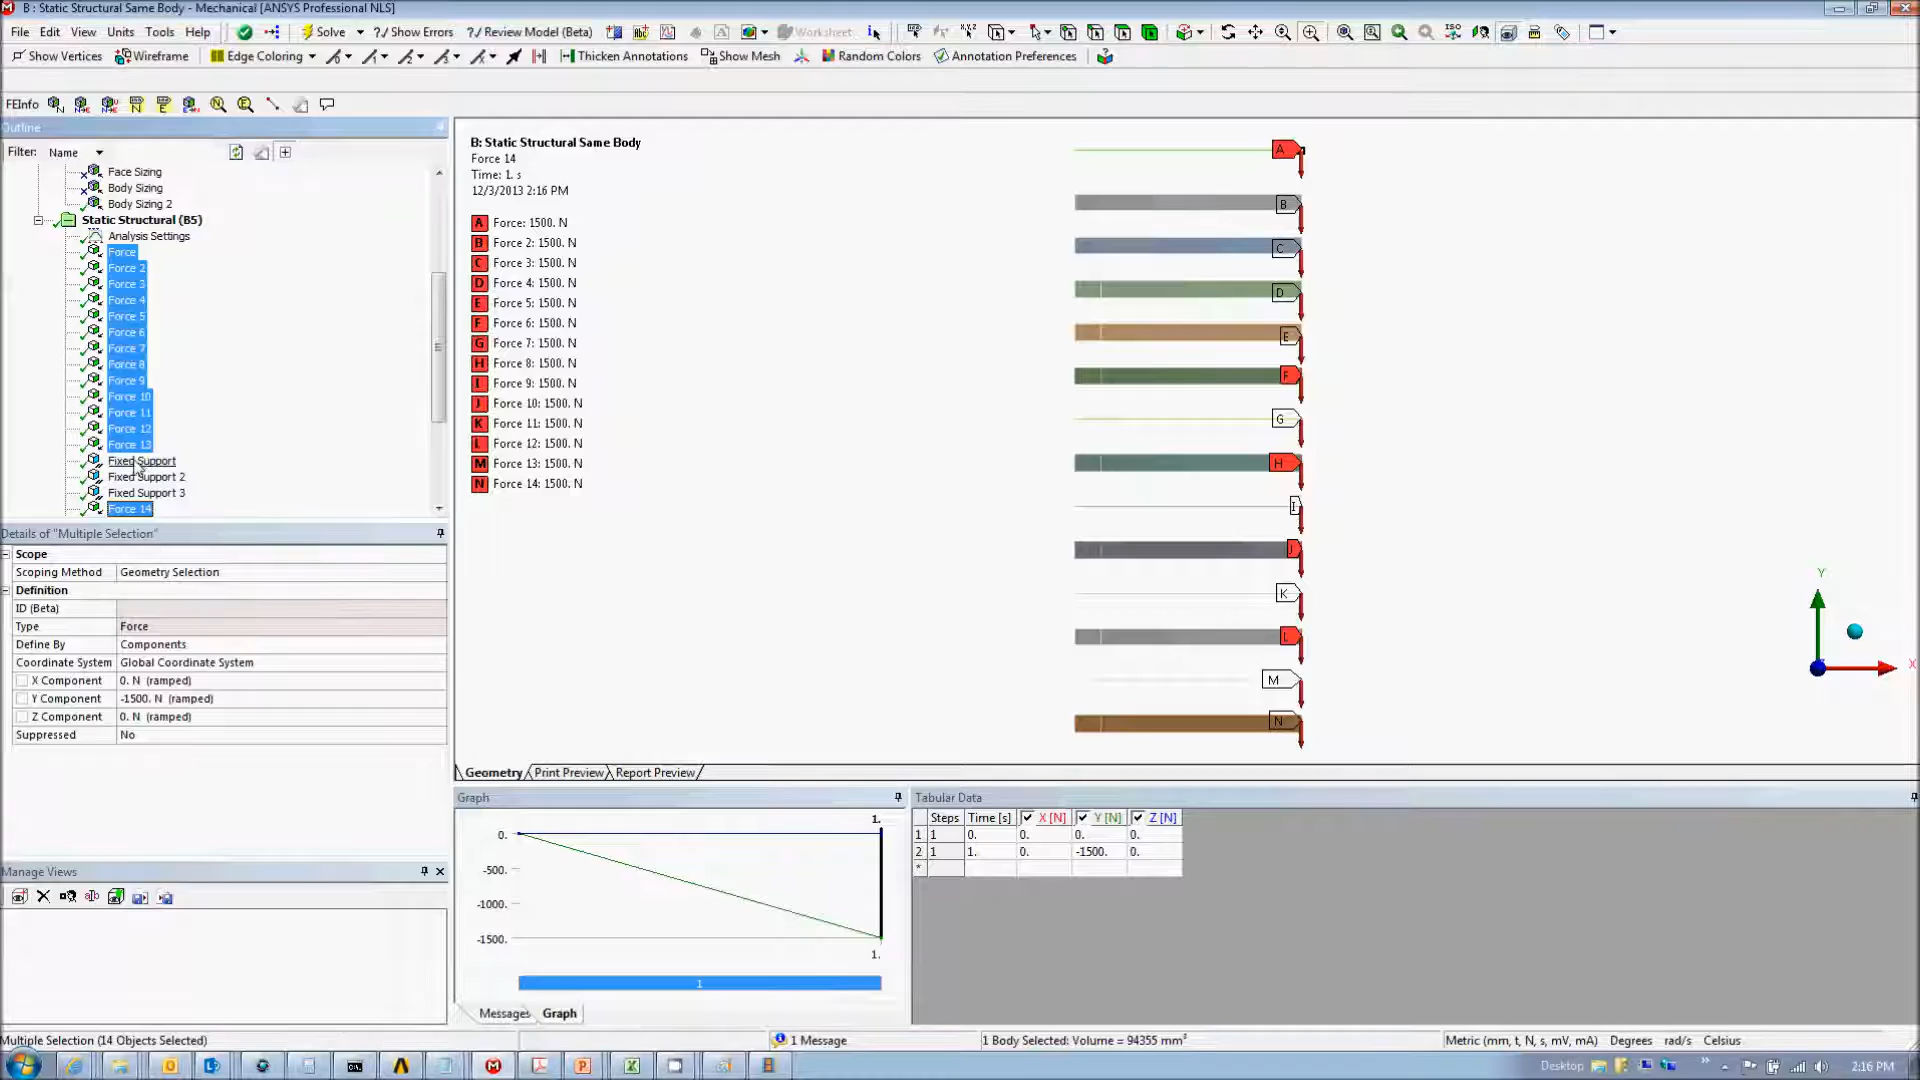 B : Static Structural Same Body - Mechanical [ANSYS Professional NLS]
File Edit View Units Tools Help Solve ?/ Show Errors ?/ Review Model (Beta) Worksheet
Show Vertices Wireframe Edge Coloring Thicken Annotations Show Mesh Random Colors Annotation Preferences
FEInfo
Outline
Filter: Name
Face Sizing
Body Sizing
Body Sizing 2
Static Structural (B5)
Analysis Settings
Force
Force 2
Force 3
Force 4
Force 5
Force 6
Force 7
Force 8
Force 9
Force 10
Force 11
Force 12
Force 13
Fixed Support
Fixed Support 2
Fixed Support 3
Force 14
Details of "Multiple Selection"
Scope
Scoping Method Geometry Selection
Definition
ID (Beta)
Type Force
Define By Components
Coordinate System Global Coordinate System
X Component 0. N (ramped)
Y Component -1500. N (ramped)
Z Component 0. N (ramped)
Suppressed No
Manage Views
B: Static Structural Same Body
Force 14
Time: 1. s
12/3/2013 2:16 PM
A Force: 1500. N
B Force 2: 1500. N
C Force 3: 1500. N
D Force 4: 1500. N
E Force 5: 1500. N
F Force 6: 1500. N
G Force 7: 1500. N
H Force 8: 1500. N
I Force 9: 1500. N
J Force 10: 1500. N
K Force 11: 1500. N
L Force 12: 1500. N
M Force 13: 1500. N
N Force 14: 1500. N
A
B
C
D
E
F
G
H
I
J
K
L
M
N
Y
X
Geometry Print Preview Report Preview
Graph
1.
0.
-500.
-1000.
-1500.
1.
1
Messages Graph
Tabular Data
Steps Time [s] X [N] Y [N] Z [N]
1 1 0. 0. 0. 0.
2 1 1. 0. -1500. 0.
*
Multiple Selection (14 Objects Selected) 1 Message 1 Body Selected: Volume = 94355 mm³ Metric (mm, t, N, s, mV, mA) Degrees rad/s Celsius
Desktop 2:16 PM